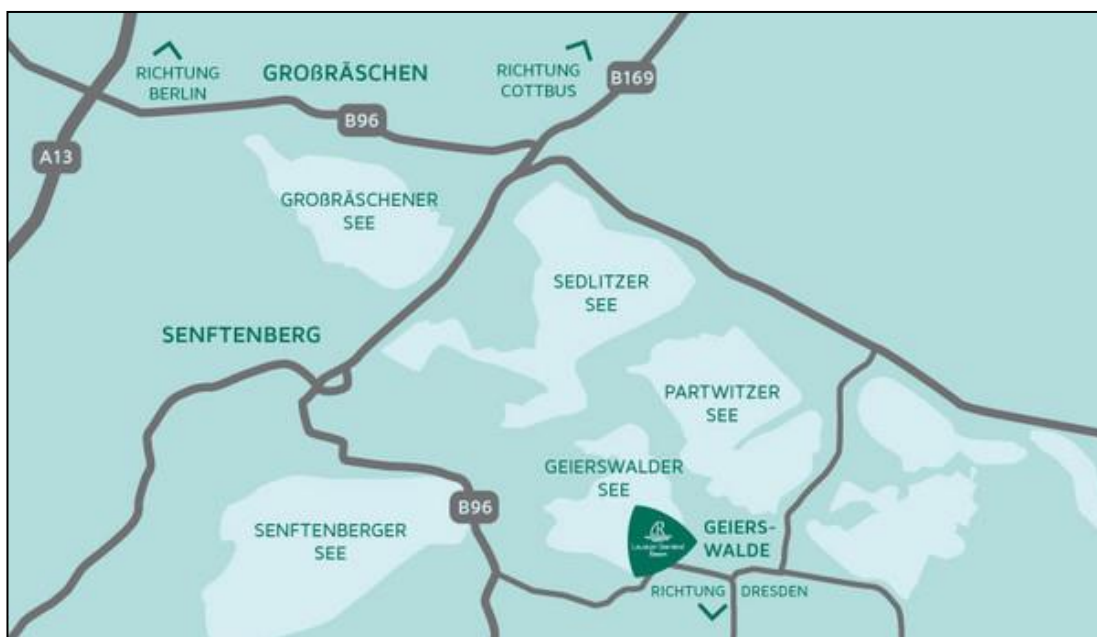 RICHTUNG
BERLIN
GROßRÄSCHEN
RICHTUNG
COTTBUS
B169
B96
A13
GROßRÄSCHENER
SEE
SEDLITZER
SEE
SENFTENBERG
PARTWITZER
SEE
GEIERSWALDER
SEE
B96
SENFTENBERGER
SEE
GEIERS-
WALDE
RICHTUNG DRESDEN